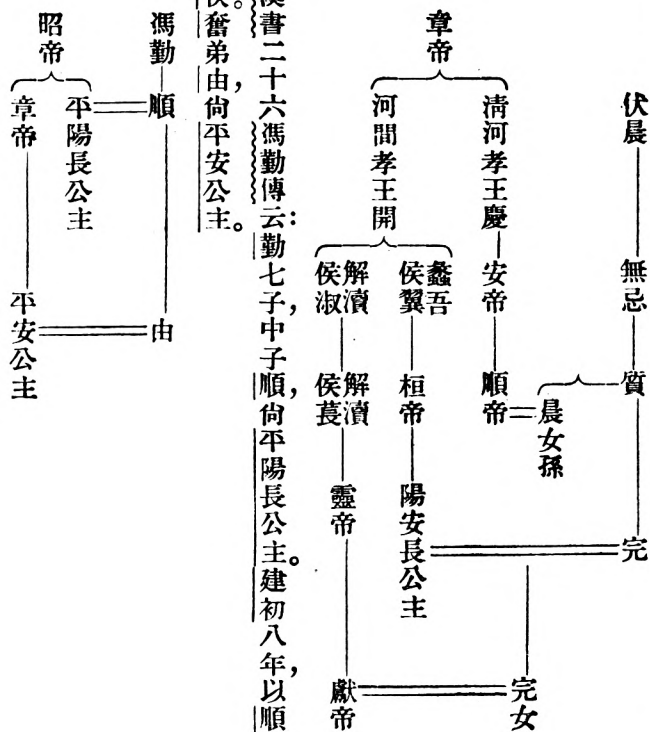 伏晨 無忌 質 完
晨女孫
完女
章帝
淸河孝王慶 安帝 順帝
河間孝王開
蠡吾侯翼 桓帝 陽安長公主
解瀆侯淑 解瀆侯萇 靈帝 獻帝
書二十六馮勤傳云:勤七子,中子順,尙平陽長公主。建初八年,以順
侯。奮弟由,尙平安公主。
馮勤 順 由
昭帝
平陽長公主
章帝 平安公主